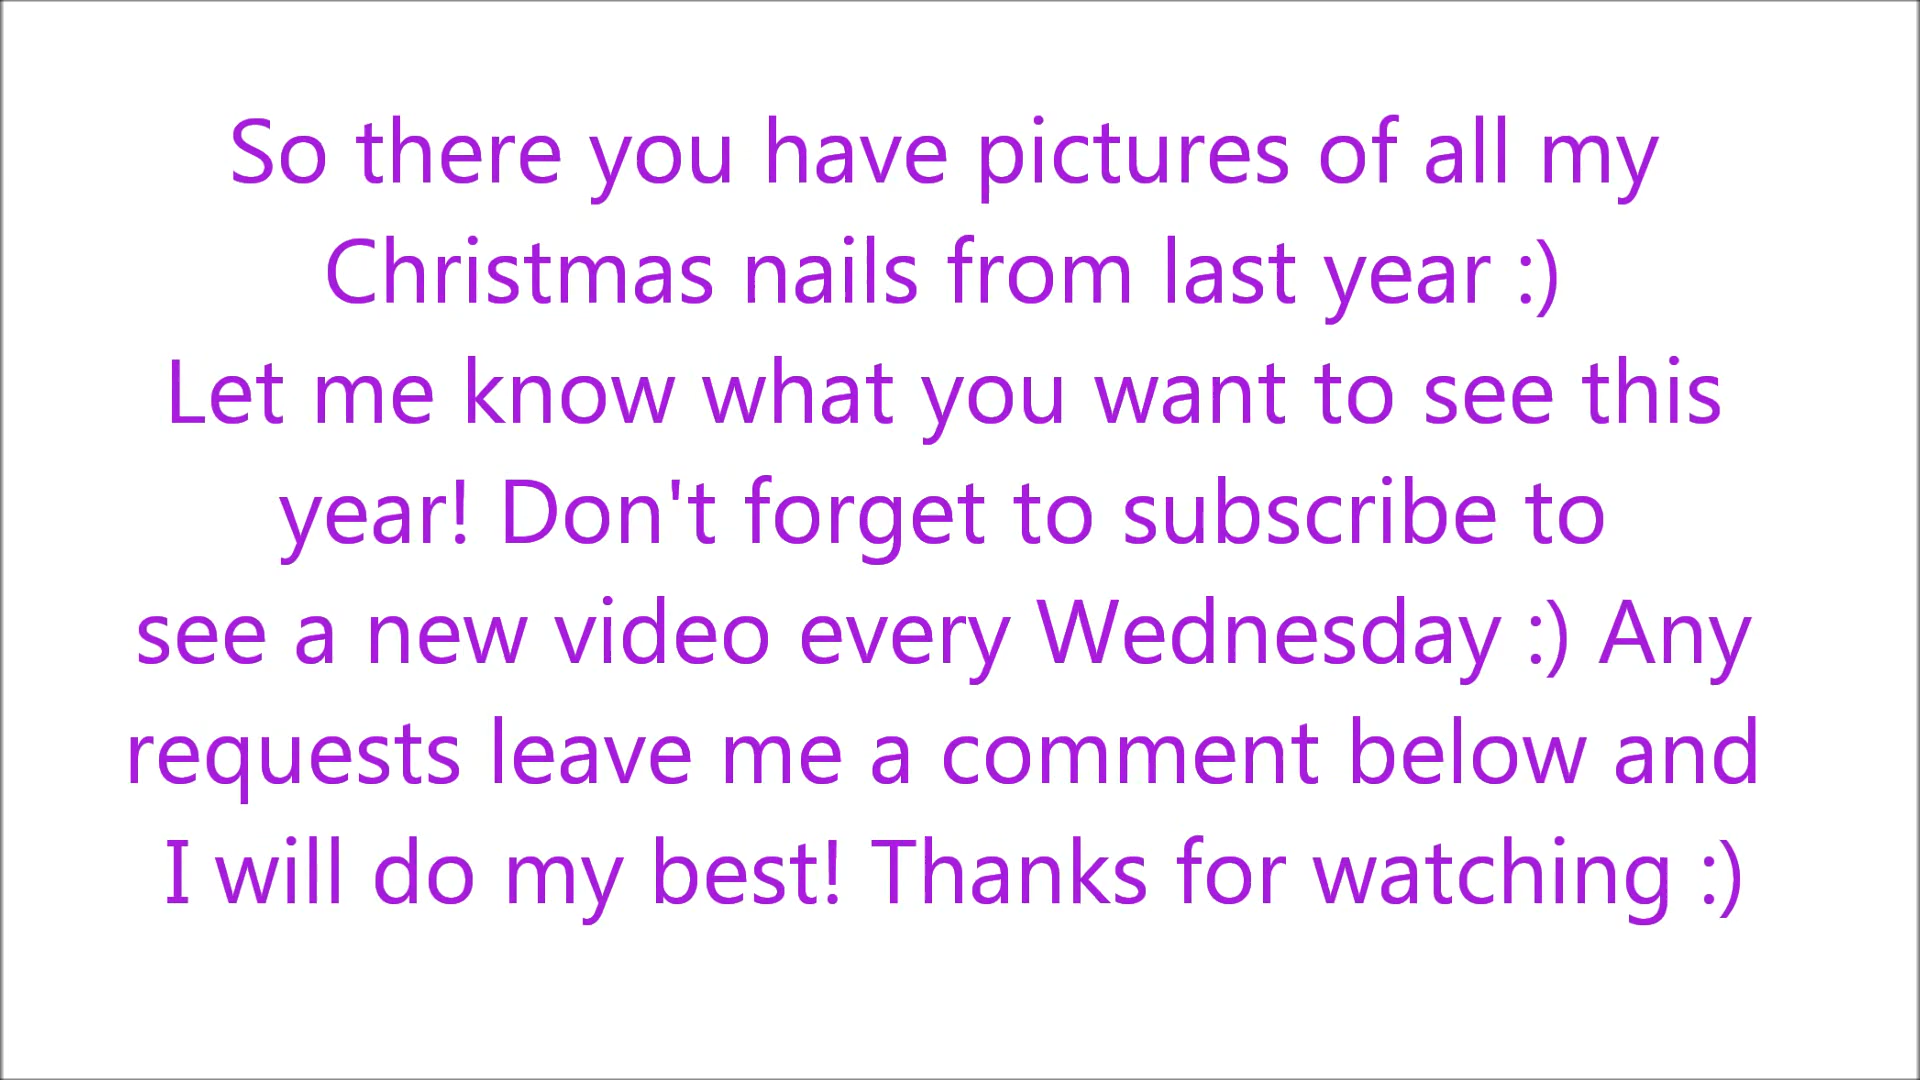 So there you have pictures of all my
Christmas nails from last year :)
Let me know what you want to see this
year! Don't forget to subscribe to
see a new video every Wednesday :) Any
requests leave me a comment below and
I will do my best! Thanks for watching :)